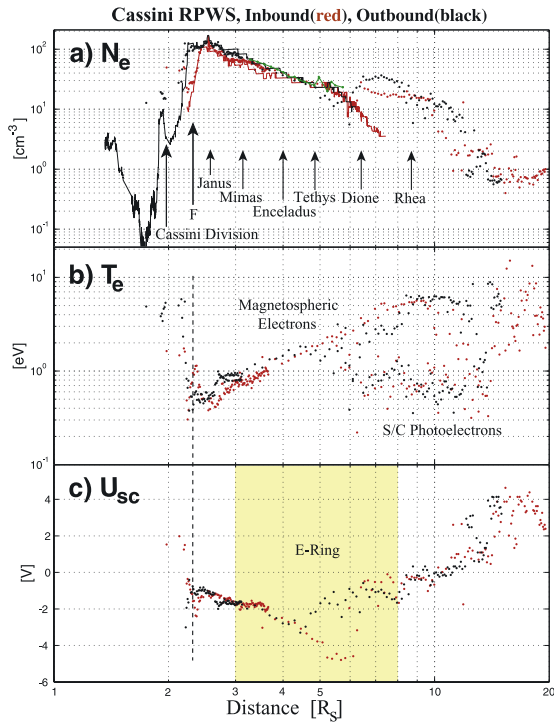 Cassini RPWS, Inbound(red), Outbound(black)
a) Ne
[cm-3]
10²
10¹
10⁰
10-1
Janus
Mimas
Enceladus
Tethys
Dione
Rhea
F
Cassini Division
b) Te
[eV]
10¹
10⁰
10-1
Magnetospheric
Electrons
S/C Photoelectrons
c) Usc
[V]
4
2
0
-2
-4
-6
E-Ring
1
2
3
5
10
20
Distance [RS]